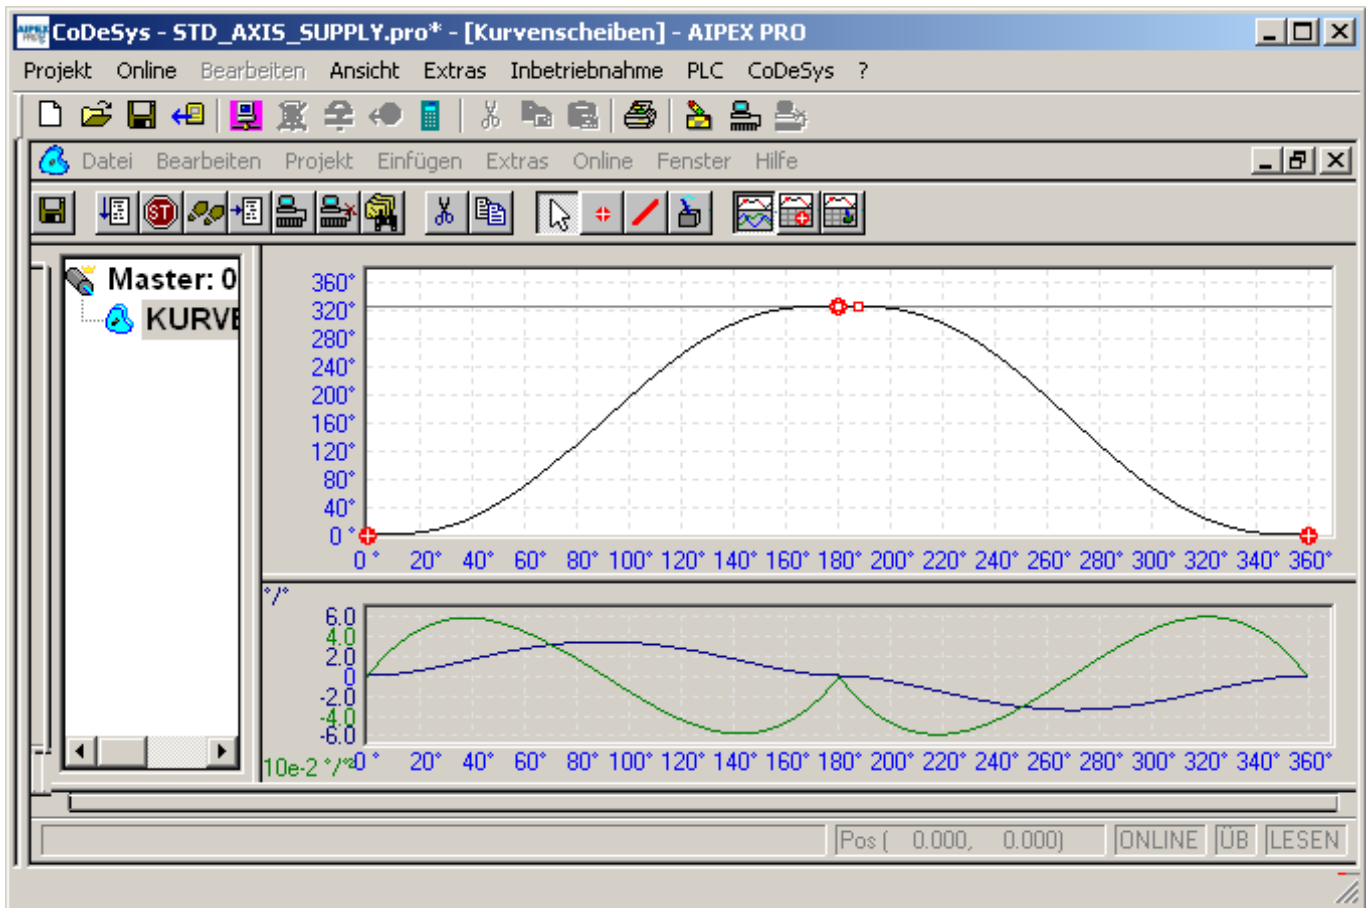 CoDeSys - STD_AXIS_SUPPLY.pro* - [Kurvenscheiben] - AIPEX PRO
Projekt Online Bearbeiten Ansicht Extras Inbetriebnahme PLC CoDeSys ?
Datei Bearbeiten Projekt Einfügen Extras Online Fenster Hilfe
ST
Master: 0
KURVE
360°
320°
280°
240°
200°
160°
120°
80°
40°
0°
0° 20° 40° 60° 80° 100° 120° 140° 160° 180° 200° 220° 240° 260° 280° 300° 320° 340° 360°
°/°
6.0
4.0
2.0
0
-2.0
-4.0
-6.0
10e-2 °/°²
0° 20° 40° 60° 80° 100° 120° 140° 160° 180° 200° 220° 240° 260° 280° 300° 320° 340° 360°
Pos ( 0.000, 0.000) ONLINE ÜB LESEN